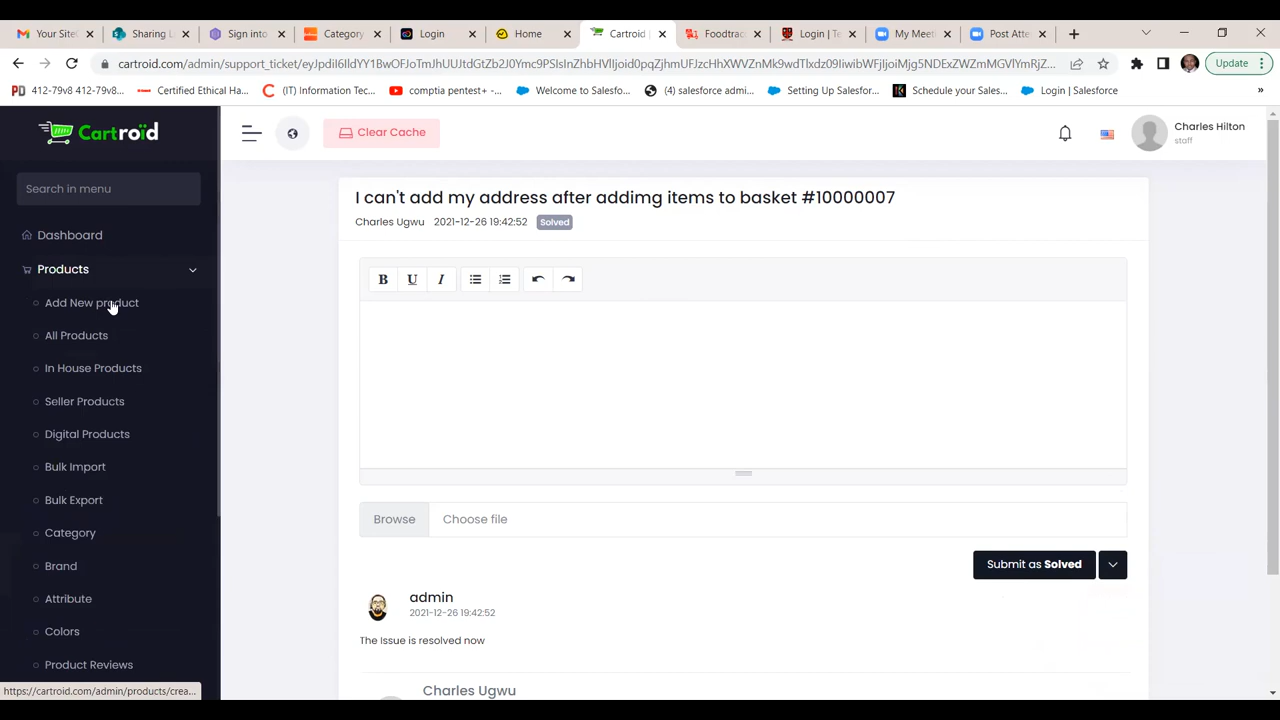 Your Site
Sharing Li
Sign into
Category
Login
Home
Cartroid |
Foodtrac
Login | Te
My Meeti
Post Atte
cartroid.com/admin/support_ticket/
Update
412-79v8 412-79v8...
Certified Ethical Ha...
(IT) Information Tec...
comptia pentest+ -...
Welcome to Salesfo...
(4) salesforce admi...
Setting Up Salesforce
Schedule your Sales...
Login | Salesforce
»
Cartroïd
Clear Cache
Charles Hilton
staff
Search in menu
Dashboard
Products
Add New product
All Products
In House Products
Seller Products
Digital Products
Bulk Import
Bulk Export
Category
Brand
Attribute
Colors
Product Reviews
https://cartroid.com/admin/products/crea...
I can't add my address after addimg items to basket #10000007
Charles Ugwu 2021-12-26 19:42:52 Solved
B U I
Browse Choose file
Submit as Solved
admin
2021-12-26 19:42:52
The Issue is resolved now
Charles Ugwu